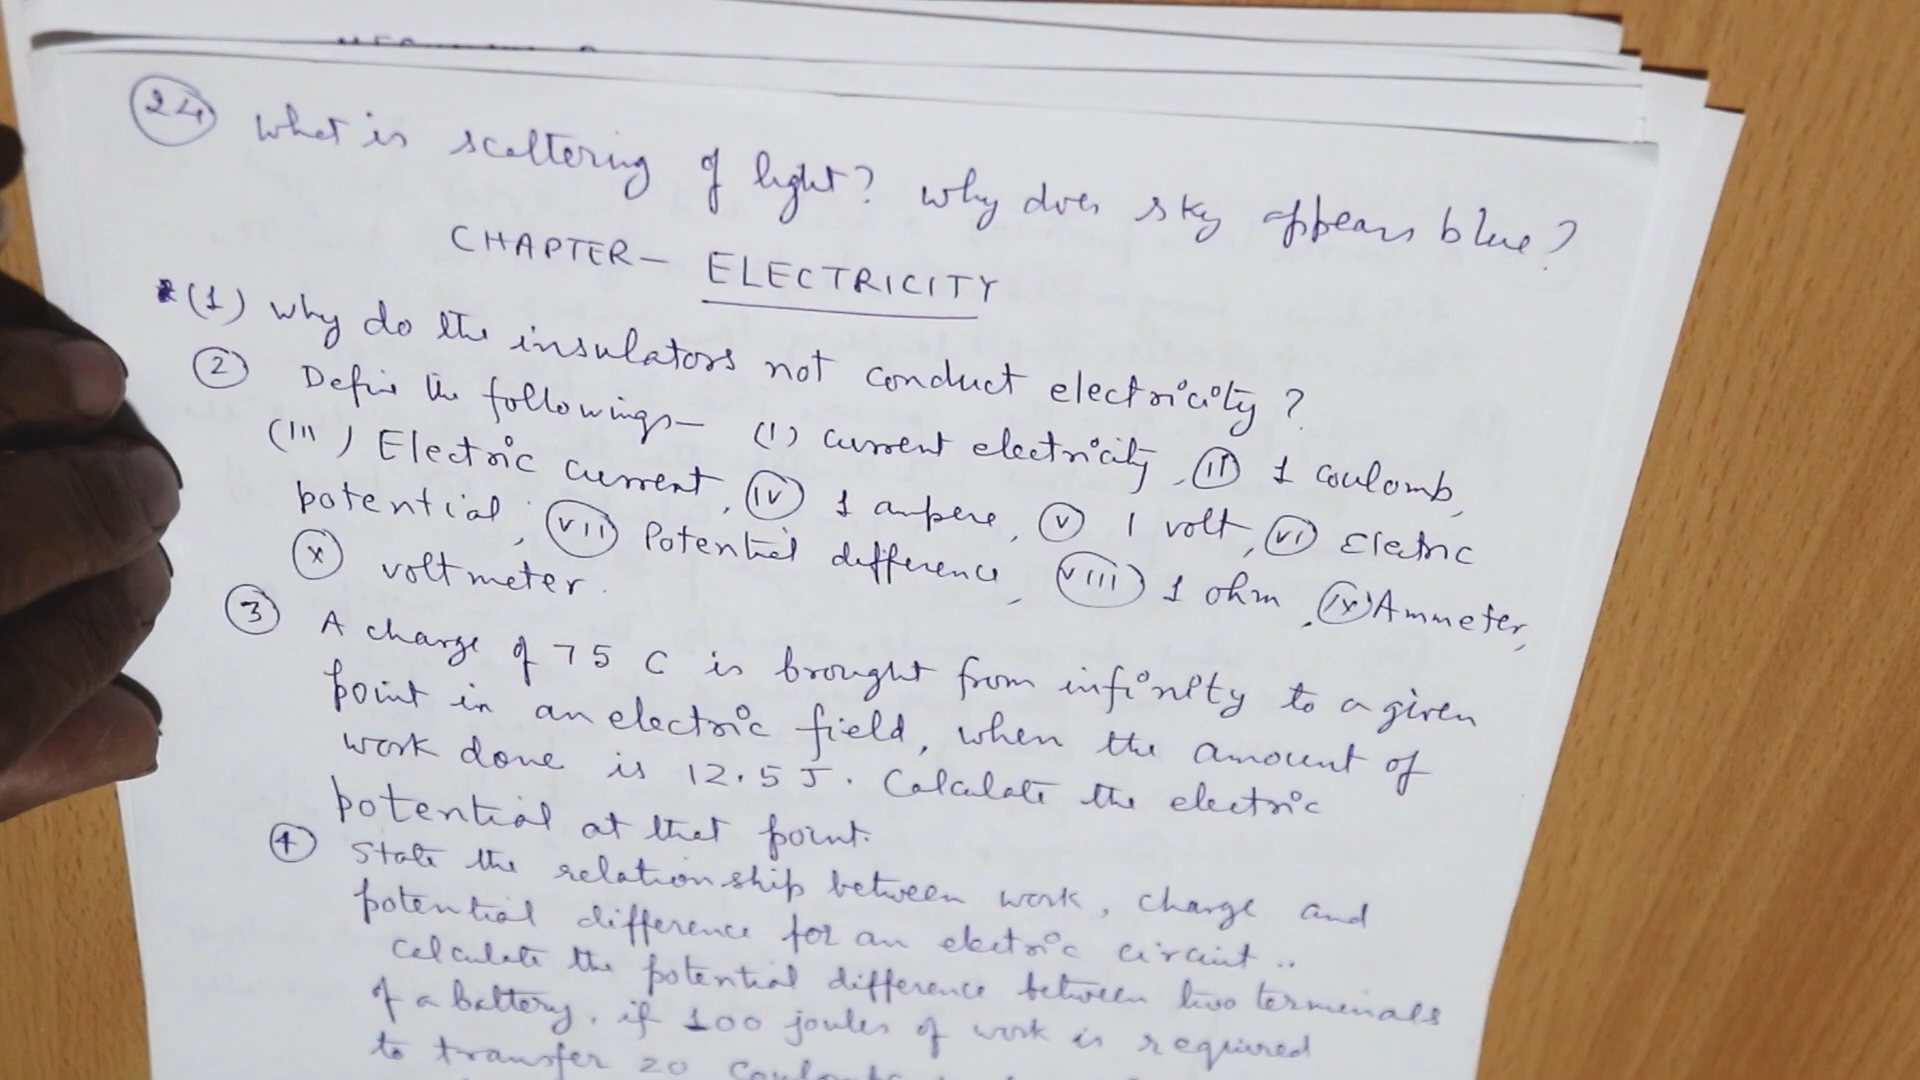 24 What is scattering of light? Why does sky appears blue?
CHAPTER – ELECTRICITY
(1) Why do the insulators not conduct electricity?
2 Define the followings – (i) current electricity, (ii) 1 coulomb,
(iii) Electric current, (iv) 1 ampere, (v) 1 volt, (vi) Electric
potential, (vii) Potential difference, (viii) 1 ohm, (ix) Ammeter,
(x) voltmeter.
3 A charge of 75 C is brought from infinity to a given
point in an electric field, when the amount of
work done is 12.5 J. Calculate the electric
potential at that point.
4 State the relationship between work, charge and
potential difference for an electric circuit..
calculate the potential difference between two terminals
of a battery, if 100 joules of work is required
to transfer 20 Coulombs